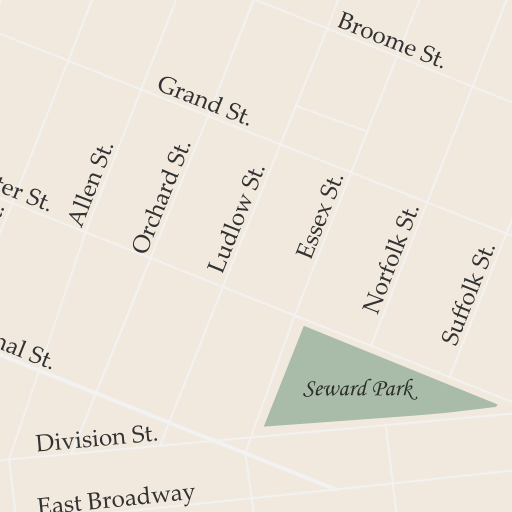 Broome St.
Grand St.
Allen St.
Orchard St.
Ludlow St.
Essex St.
Norfolk St.
Suffolk St.
ter St.
nal St.
Seward Park
Division St.
East Broadway